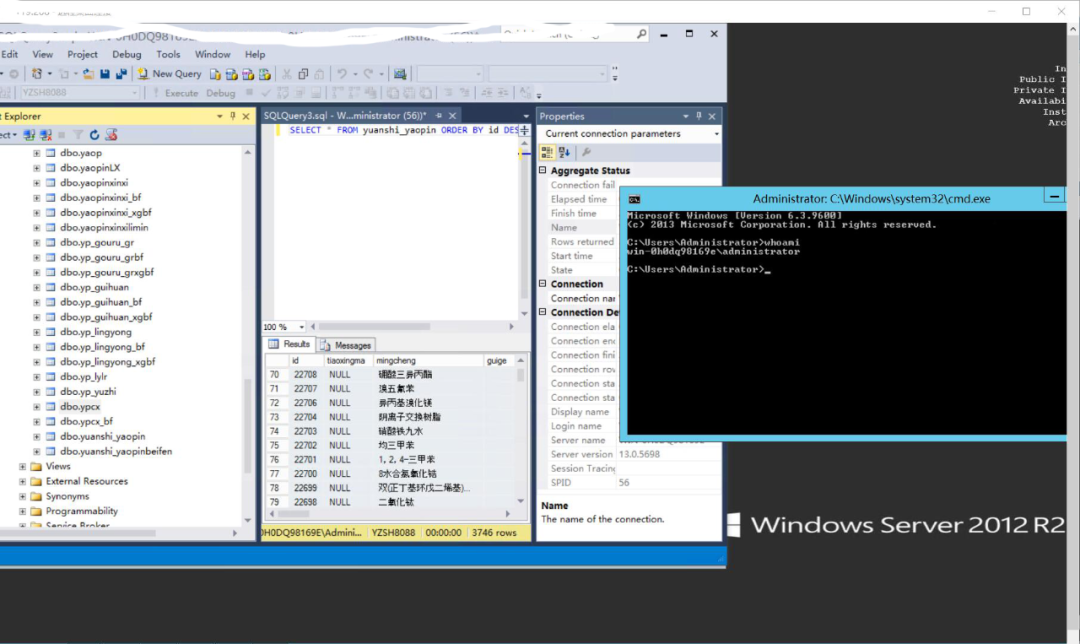 Edit View Project Debug Tools Window Help
New Query
YZSH8088 Execute Debug
Explorer
dbo.yaop
dbo.yaopinLX
dbo.yaopinxinxi
dbo.yaopinxinxi_bf
dbo.yaopinxinxi_xgbf
dbo.yaopinxinxilimin
dbo.yp_gouru_gr
dbo.yp_gouru_grbf
dbo.yp_gouru_grxgbf
dbo.yp_guihuan
dbo.yp_guihuan_bf
dbo.yp_guihuan_xgbf
dbo.yp_lingyong
dbo.yp_lingyong_bf
dbo.yp_lingyong_xgbf
dbo.yp_lylr
dbo.yp_yuzhi
dbo.ypcx
dbo.ypcx_bf
dbo.yuanshi_yaopin
dbo.yuanshi_yaopinbeifen
Views
External Resources
Synonyms
Programmability
Service Broker
SQLQuery3.sql - W...ministrator (56))*
SELECT * FROM yuanshi_yaopin ORDER BY id DES
100 %
Results Messages
id tiaoxingma mingcheng guige
70 22708 NULL 硼酸三异丙酯
71 22707 NULL 溴五氟苯
72 22706 NULL 异丙基溴化镁
73 22704 NULL 阴离子交换树脂
74 22703 NULL 硝酸铁九水
75 22702 NULL 均三甲苯
76 22701 NULL 1,2,4-三甲苯
77 22700 NULL 8水合氧氯化锆
78 22699 NULL 双(正丁基环戊二烯基)...
79 22698 NULL 二氧化钛
0H0DQ98169E\Admini... YZSH8088 00:00:00 3746 rows
Properties
Current connection parameters
Aggregate Status
Connection fail
Elapsed time
Finish time
Name
Rows returned
Start time
State
Connection
Connection nar
Connection De
Connection ela
Connection enc
Connection fini
Connection rov
Connection sta
Connection sta
Display name
Login name
Server name
Server version 13.0.5698
Session Tracing
SPID 56
Name
The name of the connection.
Administrator: C:\Windows\system32\cmd.exe
Microsoft Windows [Version 6.3.9600]
(c) 2013 Microsoft Corporation. All rights reserved.
C:\Users\Administrator>whoami
win-0h0dq98169e\administrator
C:\Users\Administrator>
In
Public I
Private I
Availabi
Inst
Arc
Windows Server 2012 R2